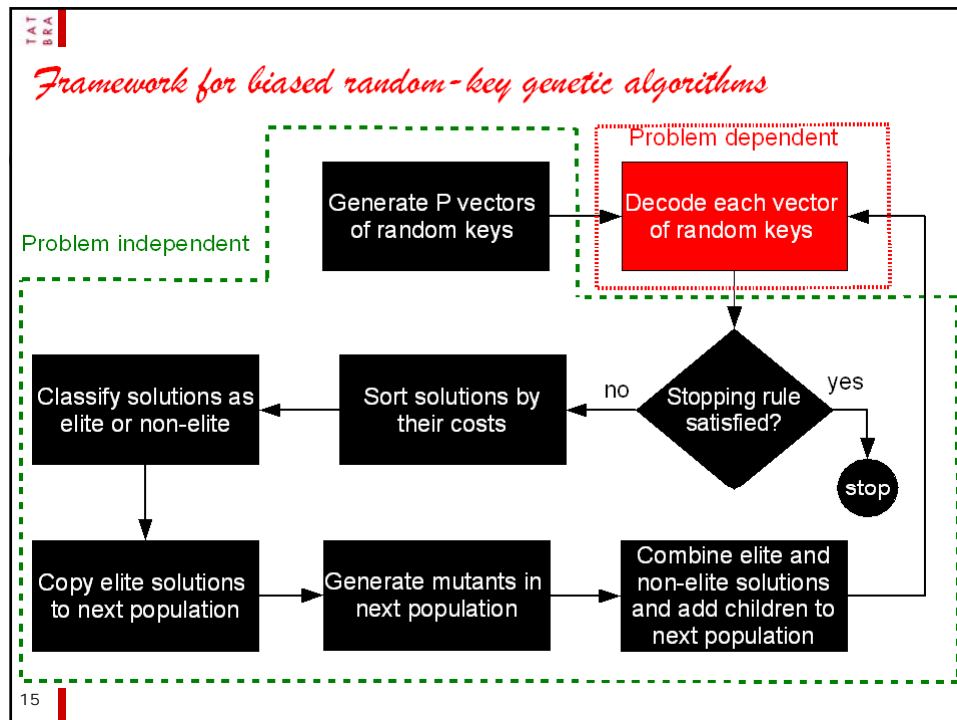 TAT
BRA
Framework for biased random-key genetic algorithms
Problem dependent
Generate P vectors
of random keys
Decode each vector
of random keys
Problem independent
Classify solutions as
elite or non-elite
Sort solutions by
their costs
no
Stopping rule
satisfied?
yes
stop
Copy elite solutions
to next population
Generate mutants in
next population
Combine elite and
non-elite solutions
and add children to
next population
15